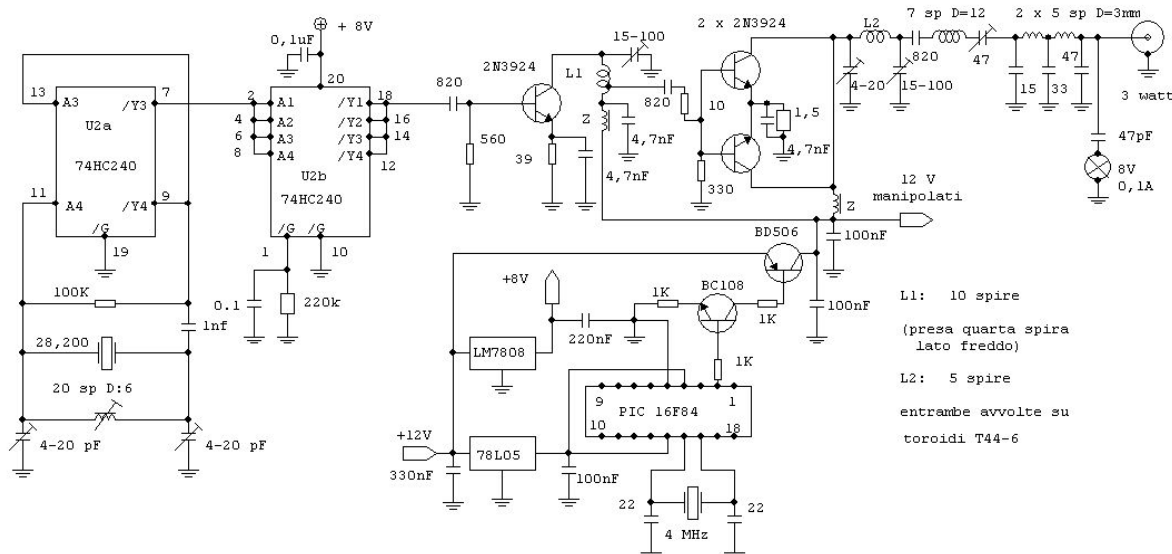 + 8V
0,1uF
20
13
A3
/Y3
7
U2a
74HC240
11
A4
/Y4
9
/G
19
2
A1
/Y1
18
4
A2
/Y2
16
6
A3
/Y3
14
8
A4
/Y4
12
U2b
74HC240
/G
/G
1
10
0.1
220k
100K
1nf
28,200
20 sp D:6
4-20 pF
4-20 pF
820
560
2N3924
39
4,7nF
15-100
L1
Z
4,7nF
820
10
330
2 x 2N3924
1,5
4,7nF
Z
100nF
12 V
manipolati
L2
4-20
15-100
7 sp D=12
820
47
2 x 5 sp D=3mm
15
33
47
3 watt
47pF
8V
0,1A
BD506
100nF
+8V
1K
BC108
1K
220nF
1K
LM7808
9
1
PIC 16F84
10
18
+12V
78L05
330nF
100nF
22
22
4 MHz
L1: 10 spire
(presa quarta spira
lato freddo)
L2: 5 spire
entrambe avvolte su
toroidi T44-6